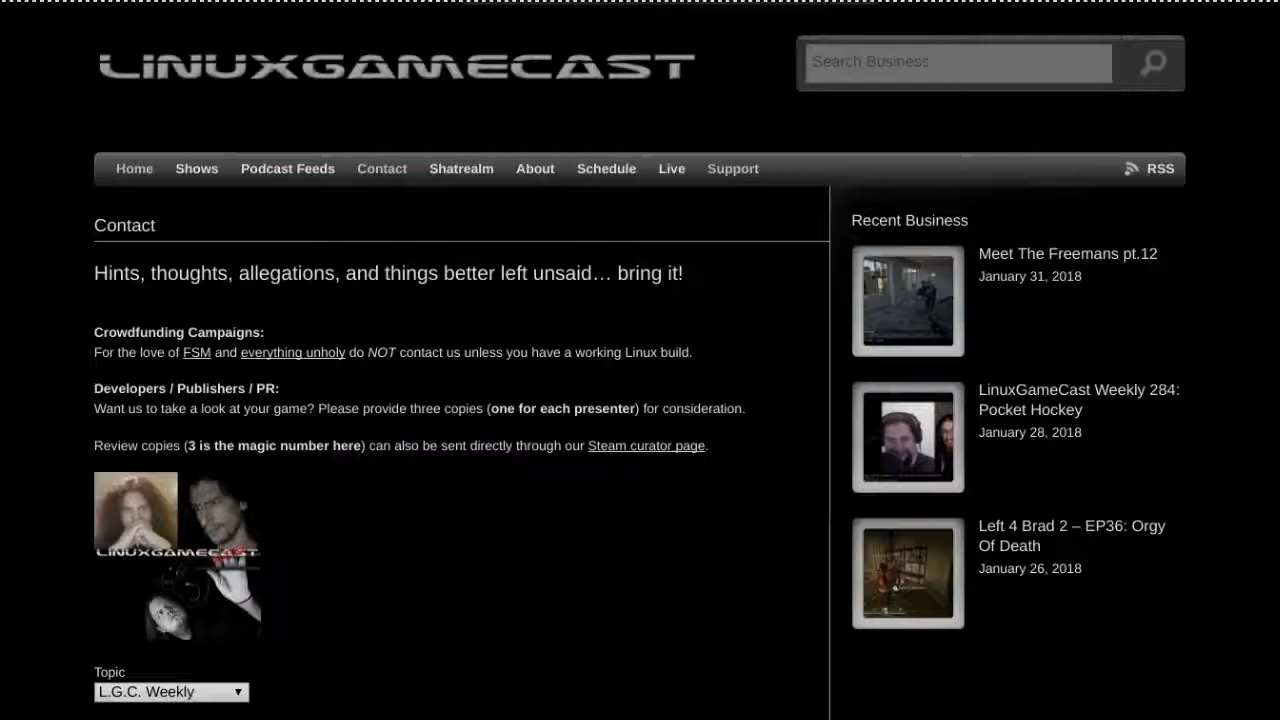 LINUXGAMECAST
Search Business
Home Shows Podcast Feeds Contact Shatrealm About Schedule Live Support RSS
Contact
Hints, thoughts, allegations, and things better left unsaid… bring it!
Crowdfunding Campaigns:
For the love of FSM and everything unholy do NOT contact us unless you have a working Linux build.
Developers / Publishers / PR:
Want us to take a look at your game? Please provide three copies (one for each presenter) for consideration.
Review copies (3 is the magic number here) can also be sent directly through our Steam curator page.
LINUXGAMECAST
Topic
L.G.C. Weekly
Recent Business
Meet The Freemans pt.12
January 31, 2018
LinuxGameCast Weekly 284:
Pocket Hockey
January 28, 2018
Left 4 Brad 2 – EP36: Orgy
Of Death
January 26, 2018